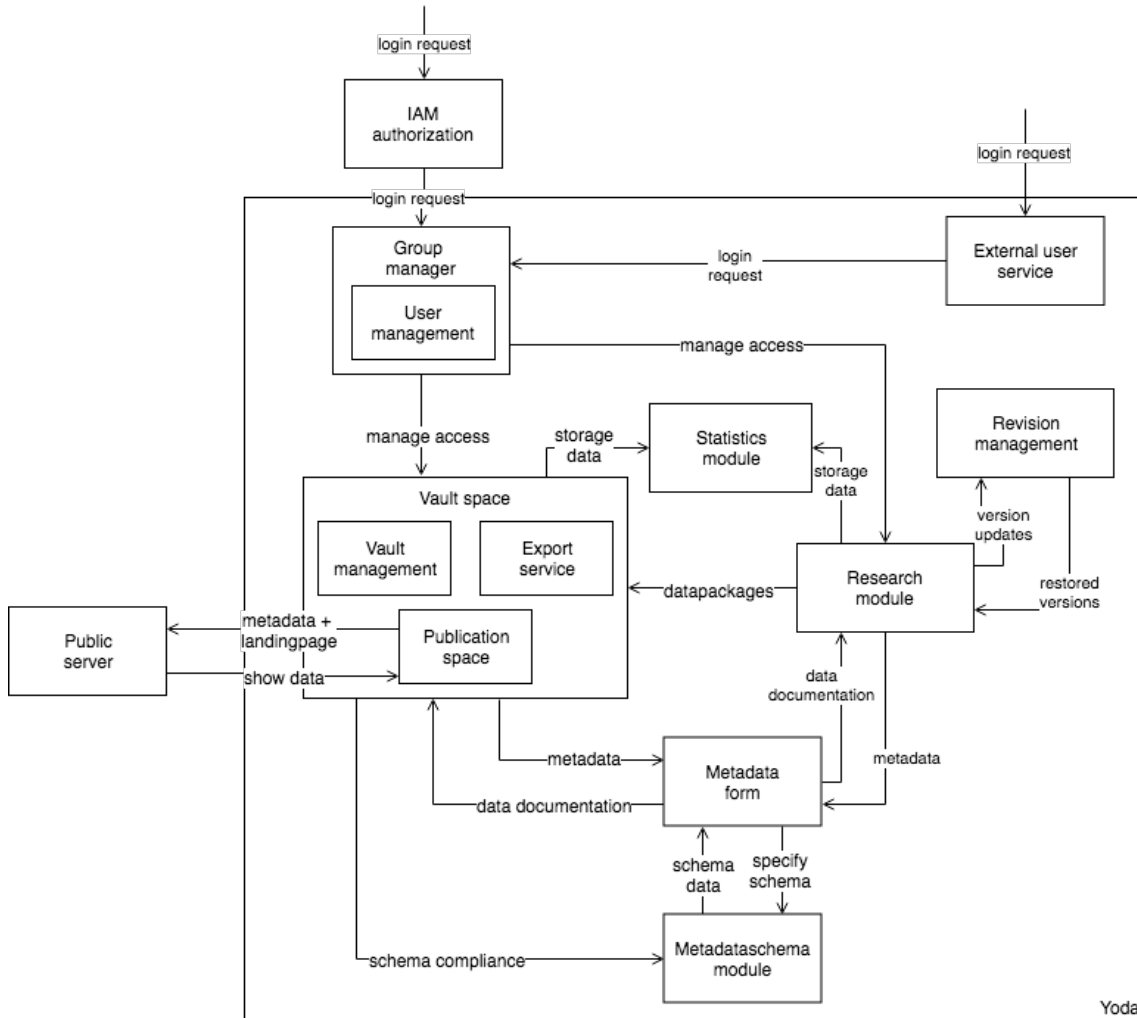 login request
IAM
authorization
login request
login request
Group
manager
User
management
login
request
External user
service
manage access
manage access
storage
data
Statistics
module
storage
data
Revision
management
version
updates
restored
versions
Vault space
Vault
management
Export
service
datapackages
Research
module
Public
server
metadata +
landingpage
show data
Publication
space
data
documentation
metadata
metadata
data documentation
Metadata
form
schema
data
specify
schema
schema compliance
Metadataschema
module
Yoda